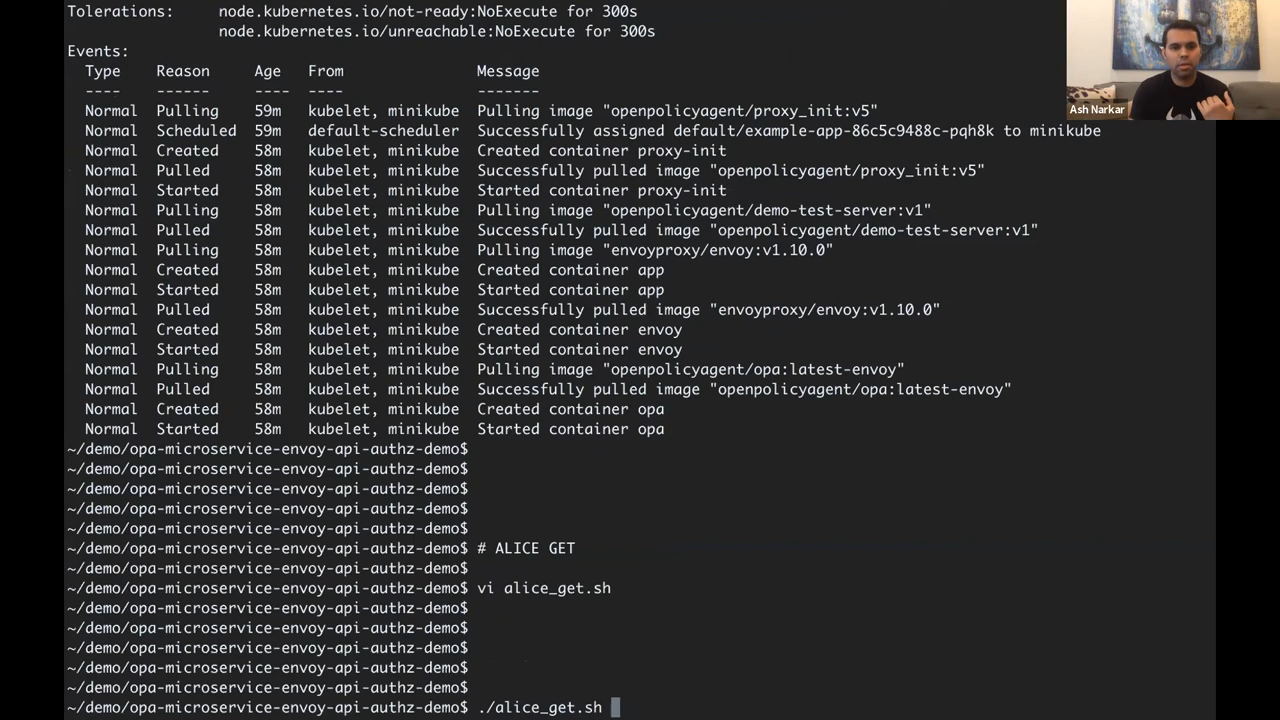 Tolerations:     node.kubernetes.io/not-ready:NoExecute for 300s
                 node.kubernetes.io/unreachable:NoExecute for 300s
Events:
  Type    Reason     Age   From               Message
  ----    ------     ----  ----               -------
  Normal  Pulling    59m   kubelet, minikube  Pulling image "openpolicyagent/proxy_init:v5"
  Normal  Scheduled  59m   default-scheduler  Successfully assigned default/example-app-86c5c9488c-pqh8k to minikube
  Normal  Created    58m   kubelet, minikube  Created container proxy-init
  Normal  Pulled     58m   kubelet, minikube  Successfully pulled image "openpolicyagent/proxy_init:v5"
  Normal  Started    58m   kubelet, minikube  Started container proxy-init
  Normal  Pulling    58m   kubelet, minikube  Pulling image "openpolicyagent/demo-test-server:v1"
  Normal  Pulled     58m   kubelet, minikube  Successfully pulled image "openpolicyagent/demo-test-server:v1"
  Normal  Pulling    58m   kubelet, minikube  Pulling image "envoyproxy/envoy:v1.10.0"
  Normal  Created    58m   kubelet, minikube  Created container app
  Normal  Started    58m   kubelet, minikube  Started container app
  Normal  Pulled     58m   kubelet, minikube  Successfully pulled image "envoyproxy/envoy:v1.10.0"
  Normal  Created    58m   kubelet, minikube  Created container envoy
  Normal  Started    58m   kubelet, minikube  Started container envoy
  Normal  Pulling    58m   kubelet, minikube  Pulling image "openpolicyagent/opa:latest-envoy"
  Normal  Pulled     58m   kubelet, minikube  Successfully pulled image "openpolicyagent/opa:latest-envoy"
  Normal  Created    58m   kubelet, minikube  Created container opa
  Normal  Started    58m   kubelet, minikube  Started container opa
~/demo/opa-microservice-envoy-api-authz-demo$
~/demo/opa-microservice-envoy-api-authz-demo$
~/demo/opa-microservice-envoy-api-authz-demo$
~/demo/opa-microservice-envoy-api-authz-demo$
~/demo/opa-microservice-envoy-api-authz-demo$
~/demo/opa-microservice-envoy-api-authz-demo$ # ALICE GET
~/demo/opa-microservice-envoy-api-authz-demo$
~/demo/opa-microservice-envoy-api-authz-demo$ vi alice_get.sh
~/demo/opa-microservice-envoy-api-authz-demo$
~/demo/opa-microservice-envoy-api-authz-demo$
~/demo/opa-microservice-envoy-api-authz-demo$
~/demo/opa-microservice-envoy-api-authz-demo$
~/demo/opa-microservice-envoy-api-authz-demo$
~/demo/opa-microservice-envoy-api-authz-demo$ ./alice_get.sh
Ash Narkar